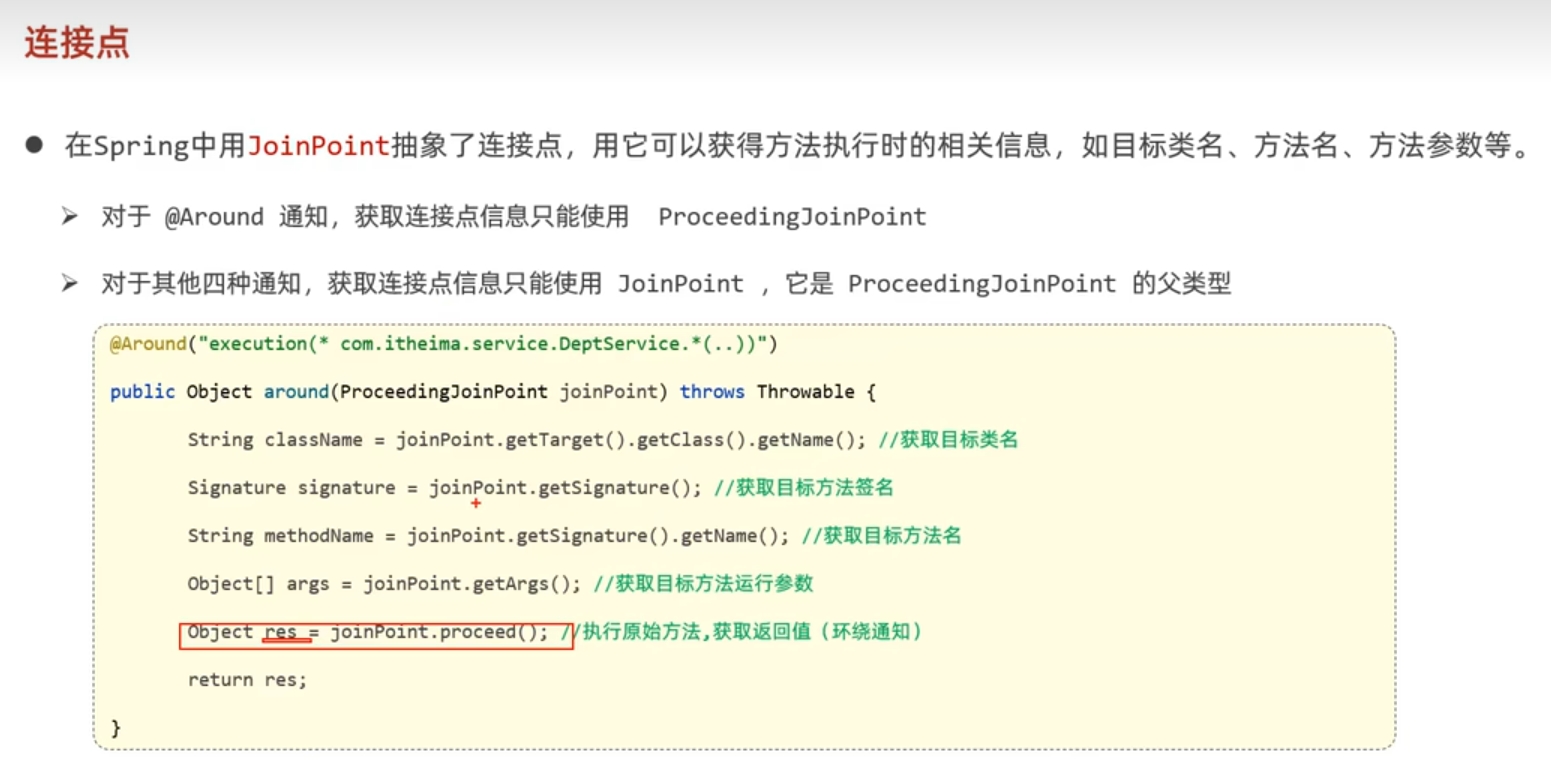 连接点
● 在Spring中用JoinPoint抽象了连接点，用它可以获得方法执行时的相关信息，如目标类名、方法名、方法参数等。
➢ 对于 @Around 通知，获取连接点信息只能使用 ProceedingJoinPoint
➢ 对于其他四种通知，获取连接点信息只能使用 JoinPoint ，它是 ProceedingJoinPoint 的父类型
@Around("execution(* com.itheima.service.DeptService.*(..))")
public Object around(ProceedingJoinPoint joinPoint) throws Throwable {
String className = joinPoint.getTarget().getClass().getName(); //获取目标类名
Signature signature = joinPoint.getSignature(); //获取目标方法签名
String methodName = joinPoint.getSignature().getName(); //获取目标方法名
Object[] args = joinPoint.getArgs(); //获取目标方法运行参数
Object res = joinPoint.proceed(); //执行原始方法,获取返回值（环绕通知）
return res;
}